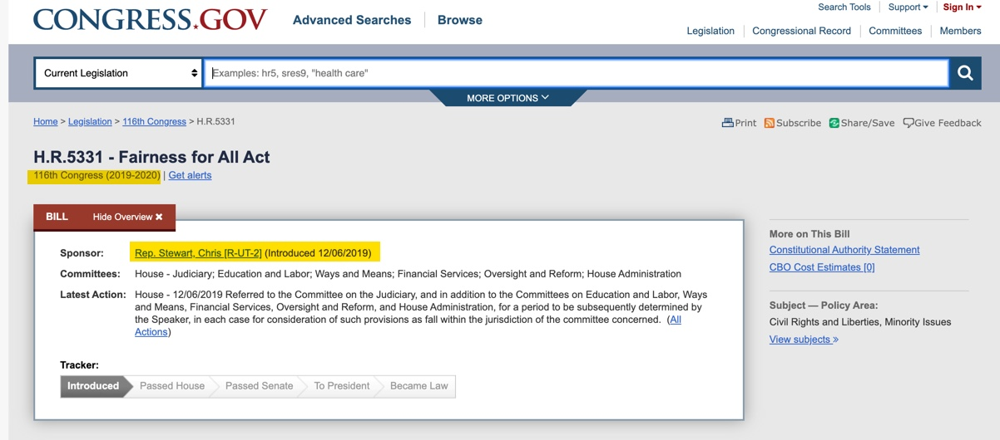 CONGRESS.GOV
Advanced Searches
Browse
Search Tools
Support
Sign In
Legislation
Congressional Record
Committees
Members
Current Legislation
Examples: hr5, sres9, "health care"
MORE OPTIONS
Home > Legislation > 116th Congress > H.R.5331
Print
Subscribe
Share/Save
Give Feedback
H.R.5331 - Fairness for All Act
116th Congress (2019-2020) | Get alerts
BILL
Hide Overview ✖
Sponsor: Rep. Stewart, Chris [R-UT-2] (Introduced 12/06/2019)
Committees: House - Judiciary; Education and Labor; Ways and Means; Financial Services; Oversight and Reform; House Administration
Latest Action: House - 12/06/2019 Referred to the Committee on the Judiciary, and in addition to the Committees on Education and Labor, Ways
and Means, Financial Services, Oversight and Reform, and House Administration, for a period to be subsequently determined by
the Speaker, in each case for consideration of such provisions as fall within the jurisdiction of the committee concerned. (All
Actions)
Tracker:
Introduced
Passed House
Passed Senate
To President
Became Law
More on This Bill
Constitutional Authority Statement
CBO Cost Estimates [0]
Subject — Policy Area:
Civil Rights and Liberties, Minority Issues
View subjects »